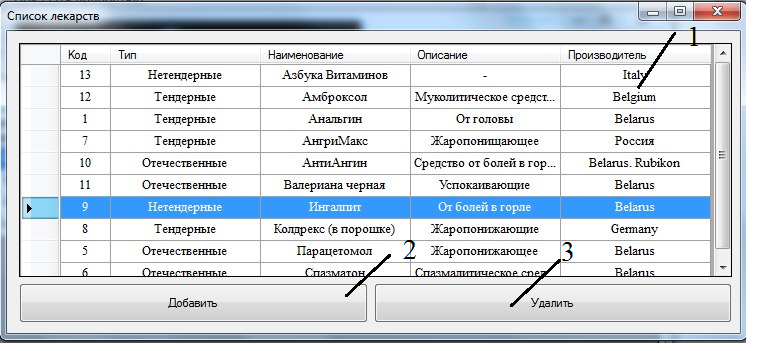 Список лекарств
Код Тип Наименование Описание Производитель
1
13 Нетендерные Азбука Витаминов - Italy
12 Тендерные Амброксол Муколитическое средст... Belgium
1 Тендерные Анальгин От головы Belarus
7 Тендерные АнгриМакс Жаропонищающее Россия
10 Отечественные АнтиАнгин Средство от болей в гор... Belarus. Rubikon
11 Отечественные Валериана черная Успокаивающие Belarus
9 Нетендерные Ингалпит От болей в горле Belarus
8 Тендерные Колдрекс (в порошке) Жаропонижающие Germany
5 Отечественные Парацетомол Жаропонижающее Belarus
2 3
6 Отечественные Спазматон Спазмалитическое сред... Belarus
Добавить Удалить